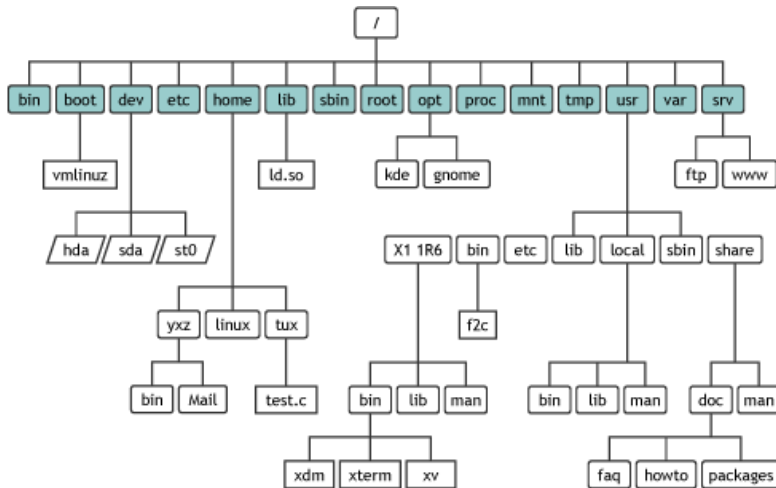 /
bin boot dev etc home lib sbin root opt proc mnt tmp usr var srv
vmlinuz ld.so kde gnome ftp www
hda sda st0 X1 1R6 bin etc lib local sbin share
yxz linux tux f2c
bin Mail test.c bin lib man bin lib man doc man
xdm xterm xv faq howto packages